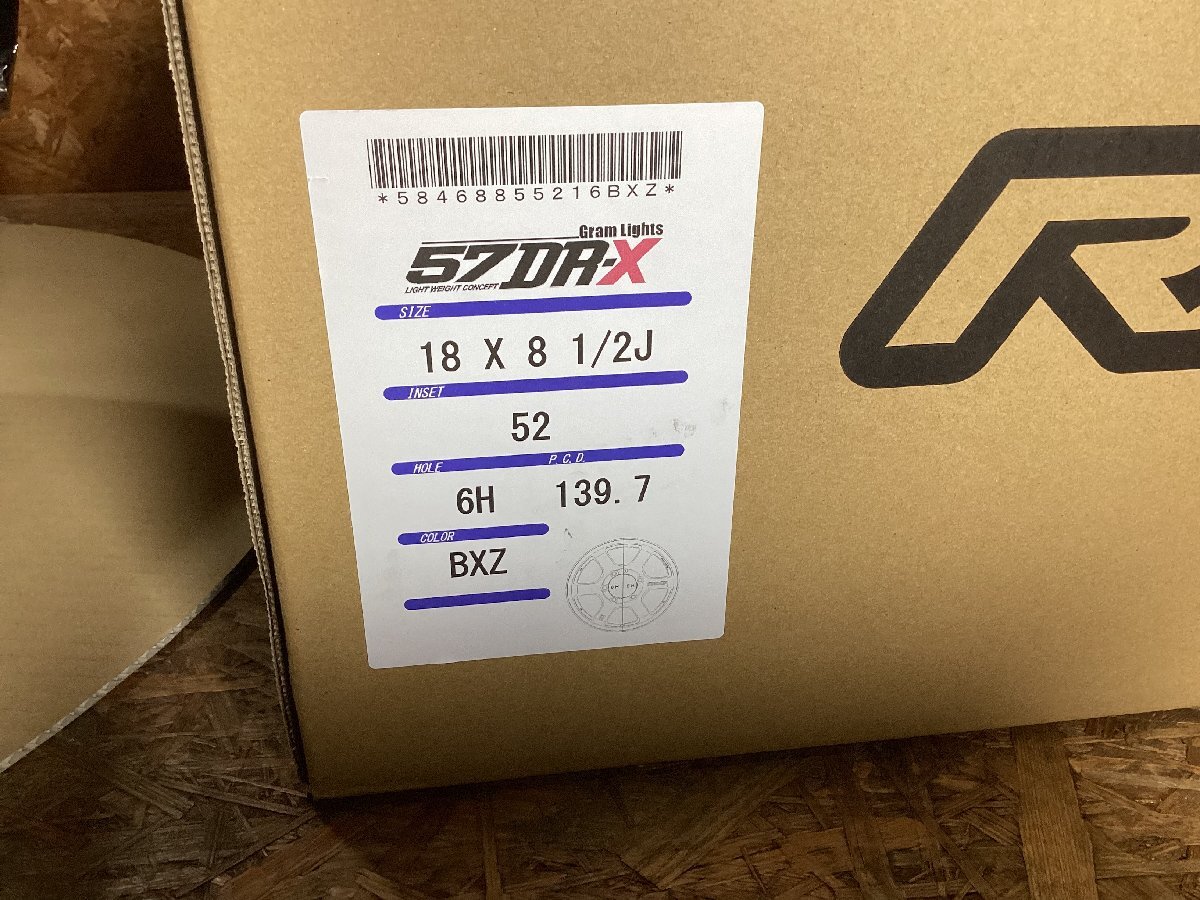 *58468855216BXZ*
Gram Lights
57DR-X
LIGHT WEIGHT CONCEPT
SIZE
18 X 8 1/2J
INSET
52
HOLE P.C.D.
6H 139.7
COLOR
BXZ